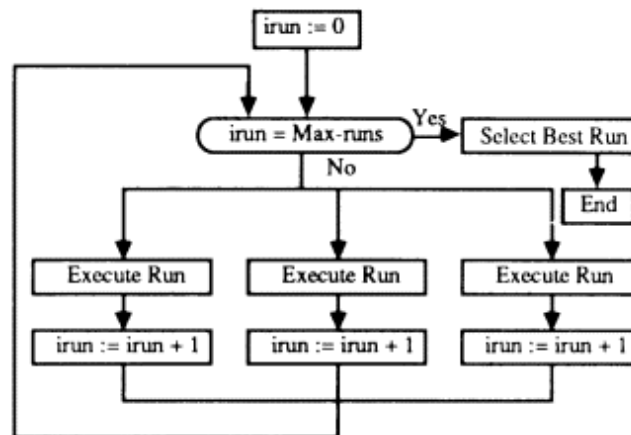 irun := 0
irun = Max-runs
Yes
Select Best Run
No
End
Execute Run
Execute Run
Execute Run
irun := irun + 1
irun := irun + 1
irun := irun + 1